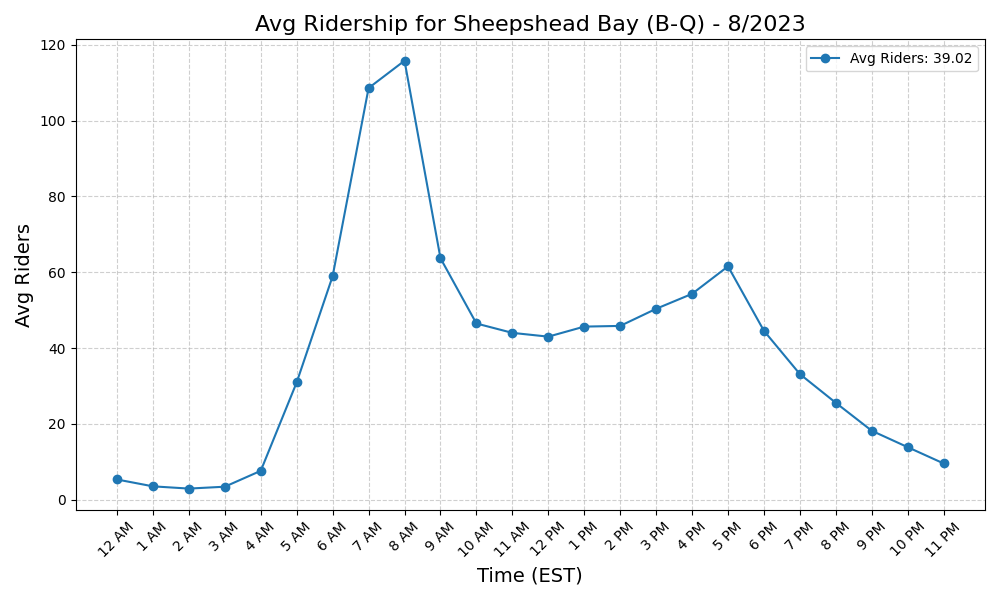 Avg Ridership for Sheepshead Bay (B-Q) - 8/2023
Avg Riders: 39.02
Avg Riders
120
100
80
60
40
20
0
12 AM
1 AM
2 AM
3 AM
4 AM
5 AM
6 AM
7 AM
8 AM
9 AM
10 AM
11 AM
12 PM
1 PM
2 PM
3 PM
4 PM
5 PM
6 PM
7 PM
8 PM
9 PM
10 PM
11 PM
Time (EST)